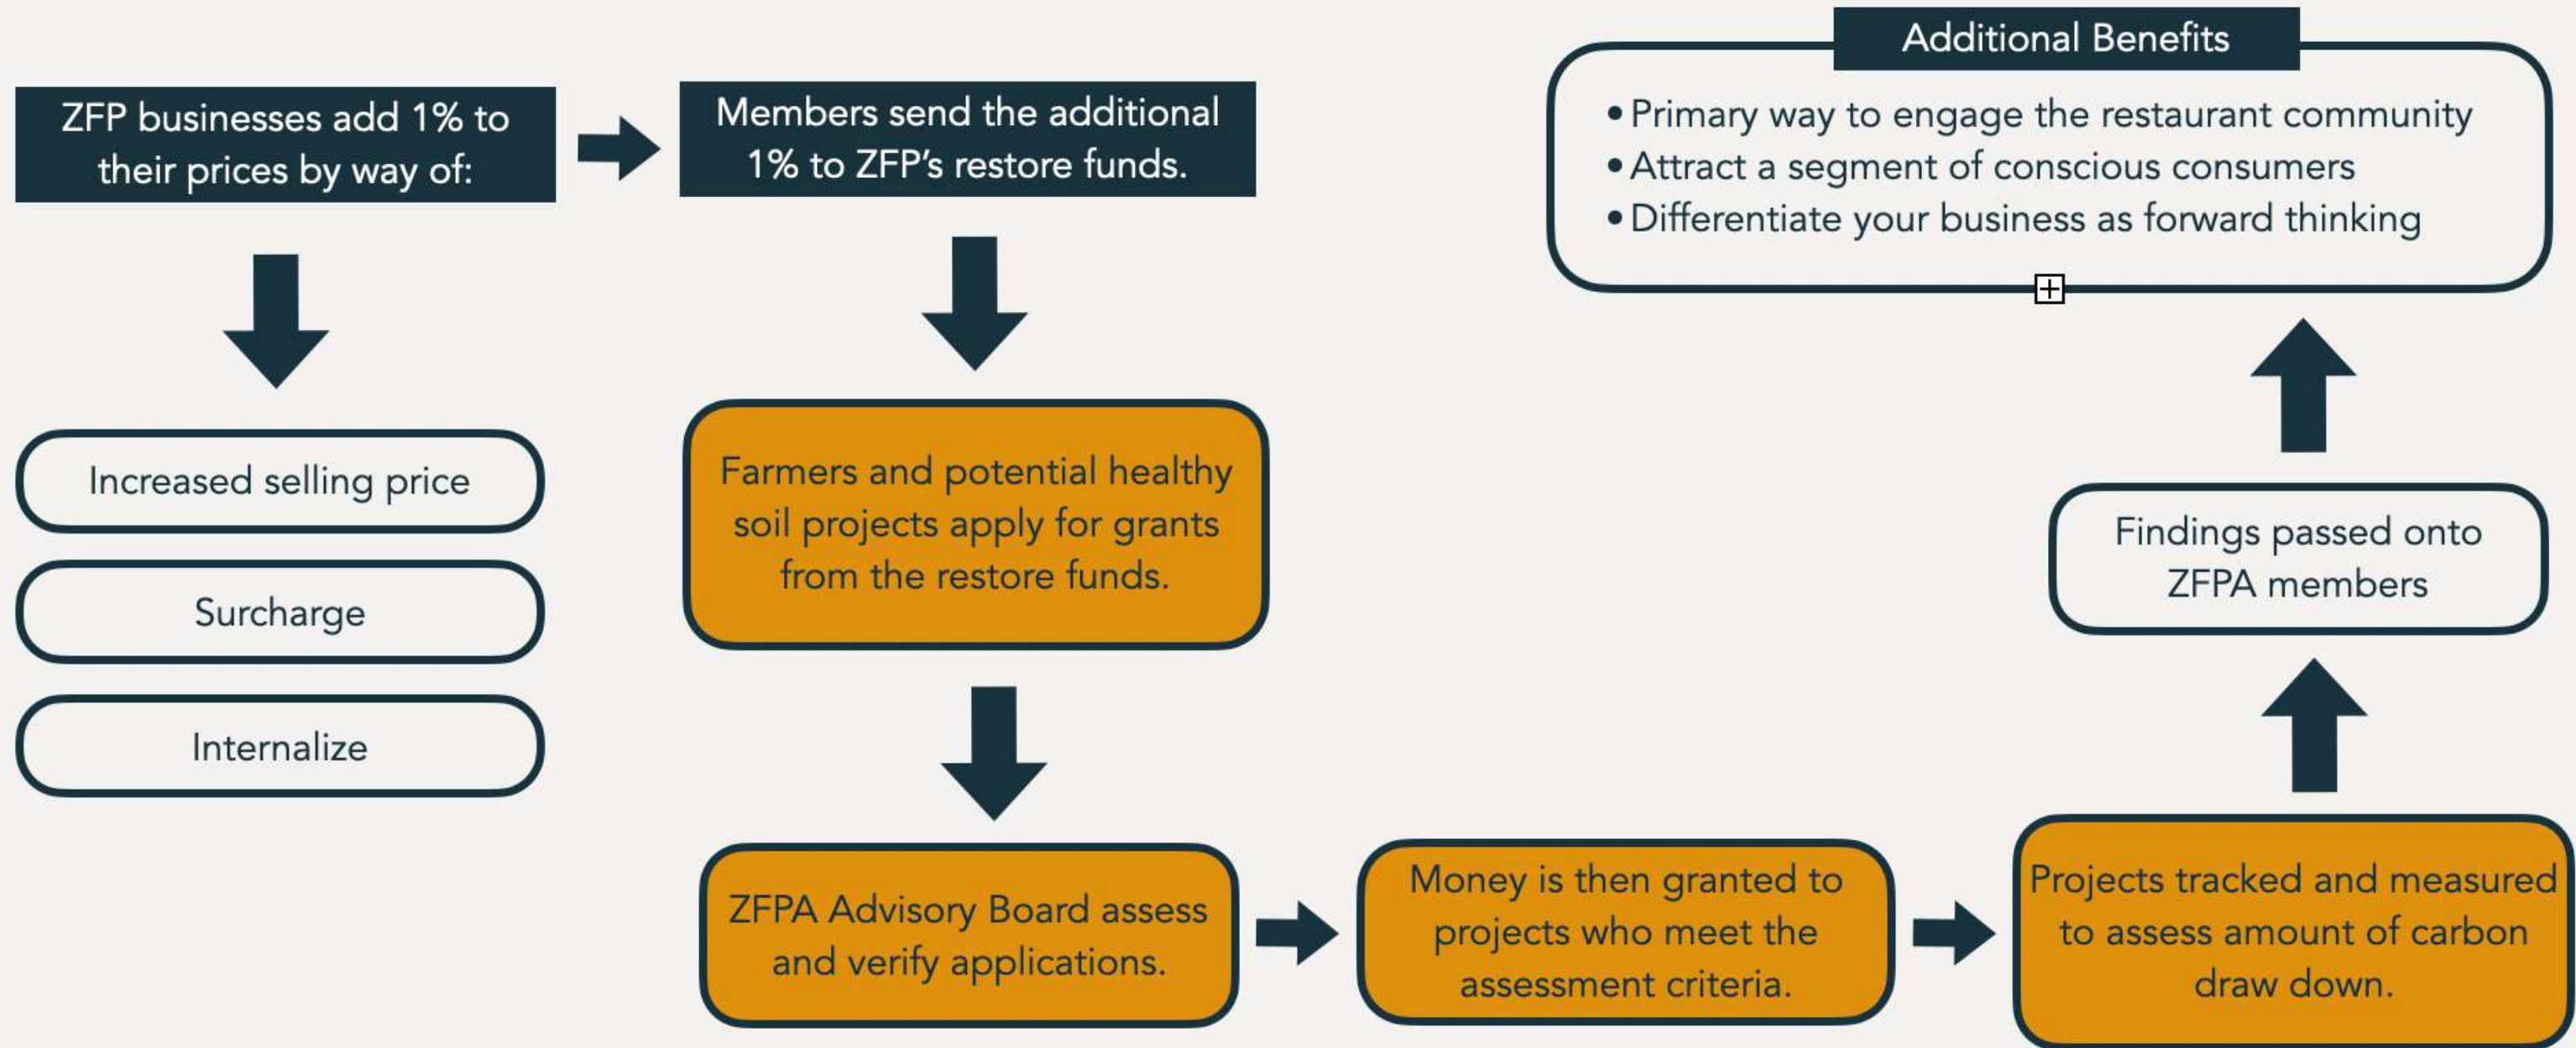 ZFP businesses add 1% to
their prices by way of:
Increased selling price
Surcharge
Internalize
Members send the additional
1% to ZFP's restore funds.
Farmers and potential healthy
soil projects apply for grants
from the restore funds.
ZFPA Advisory Board assess
and verify applications.
Money is then granted to
projects who meet the
assessment criteria.
Projects tracked and measured
to assess amount of carbon
draw down.
Findings passed onto
ZFPA members
Additional Benefits
• Primary way to engage the restaurant community
• Attract a segment of conscious consumers
• Differentiate your business as forward thinking